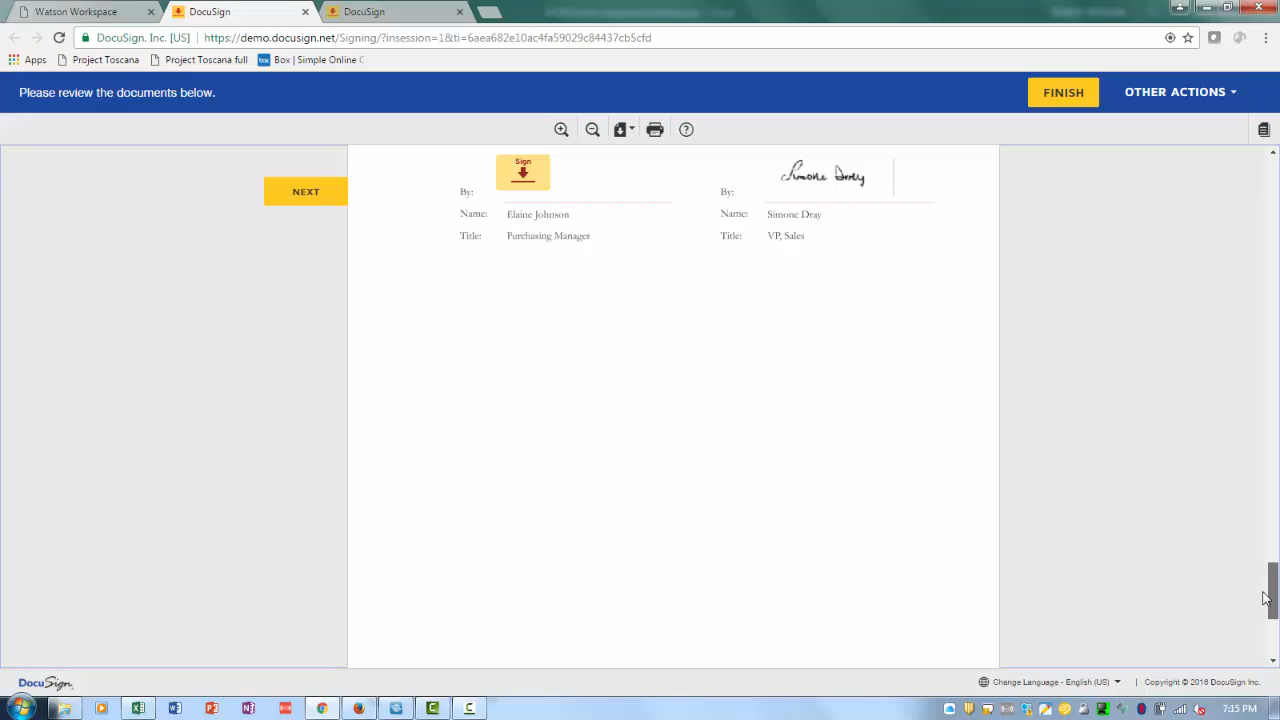 Watson Workspace
DocuSign
DocuSign
DocuSign, Inc. [US]
https://demo.docusign.net/Signing/?insession=1&ti=6aea682e10ac4fa59029c84437cb5cfd
Apps
Project Toscana
Project Toscana full
box
Box | Simple Online C
Please review the documents below.
FINISH
OTHER ACTIONS
NEXT
Sign
Simone Dray
By:
By:
Name:
Elaine Johnson
Name:
Simone Dray
Title:
Purchasing Manager
Title:
VP, Sales
DocuSign
Change Language - English (US)
Copyright © 2016 DocuSign Inc.
7:15 PM